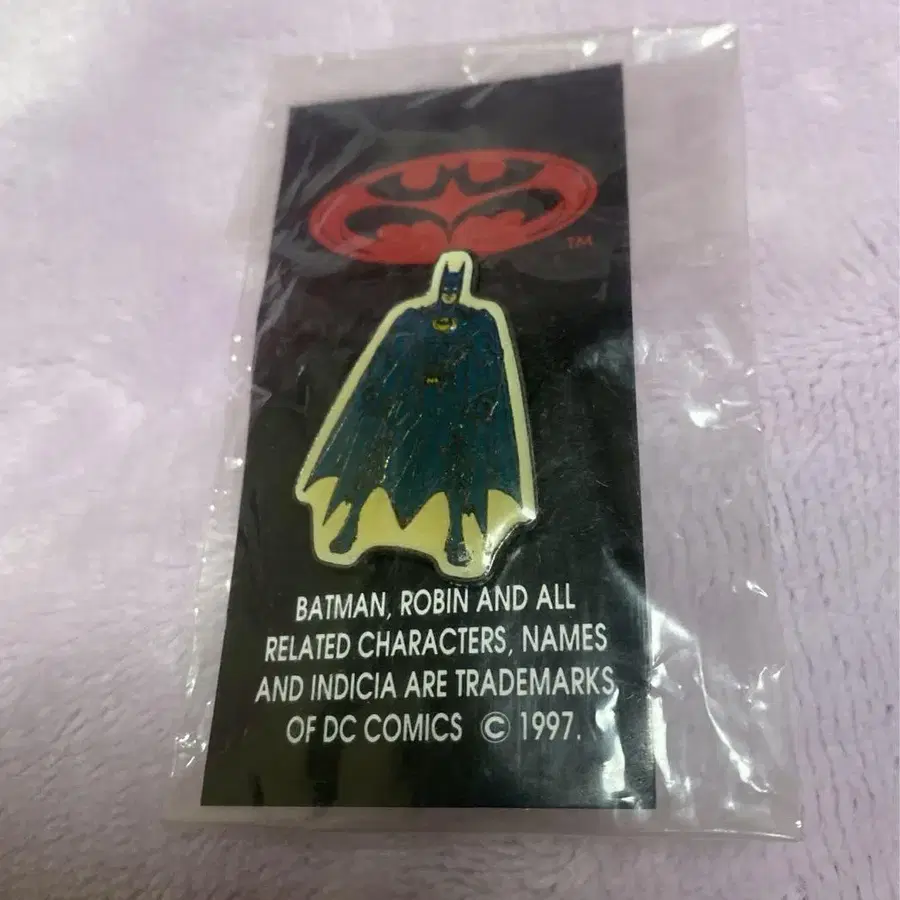 TM
BATMAN, ROBIN AND ALL
RELATED CHARACTERS, NAMES
AND INDICIA ARE TRADEMARKS
OF DC COMICS © 1997.